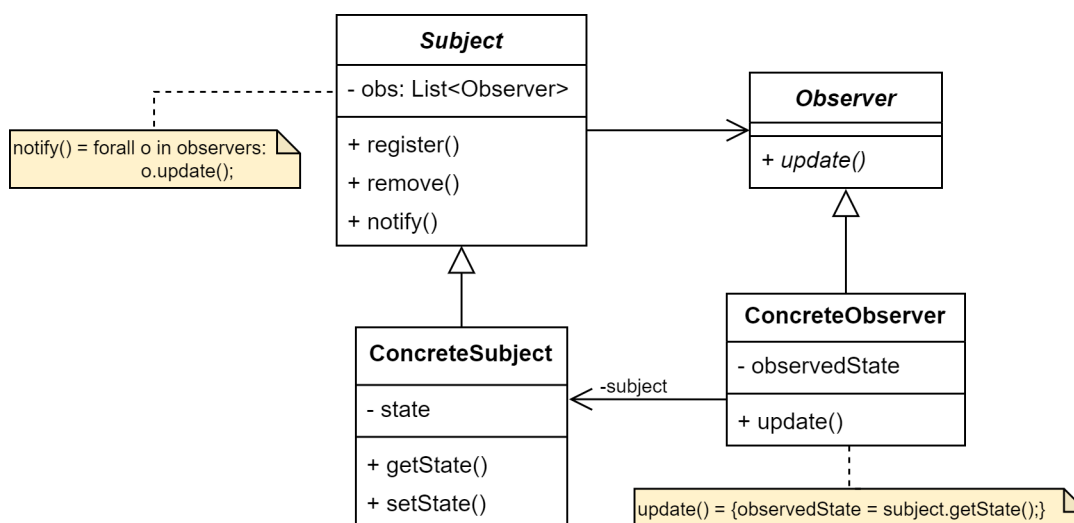 Subject
- obs: List<Observer>
+ register()
+ remove()
+ notify()
notify() = forall o in observers:
o.update();
Observer
+ update()
ConcreteSubject
- state
+ getState()
+ setState()
-subject
ConcreteObserver
- observedState
+ update()
update() = {observedState = subject.getState();}